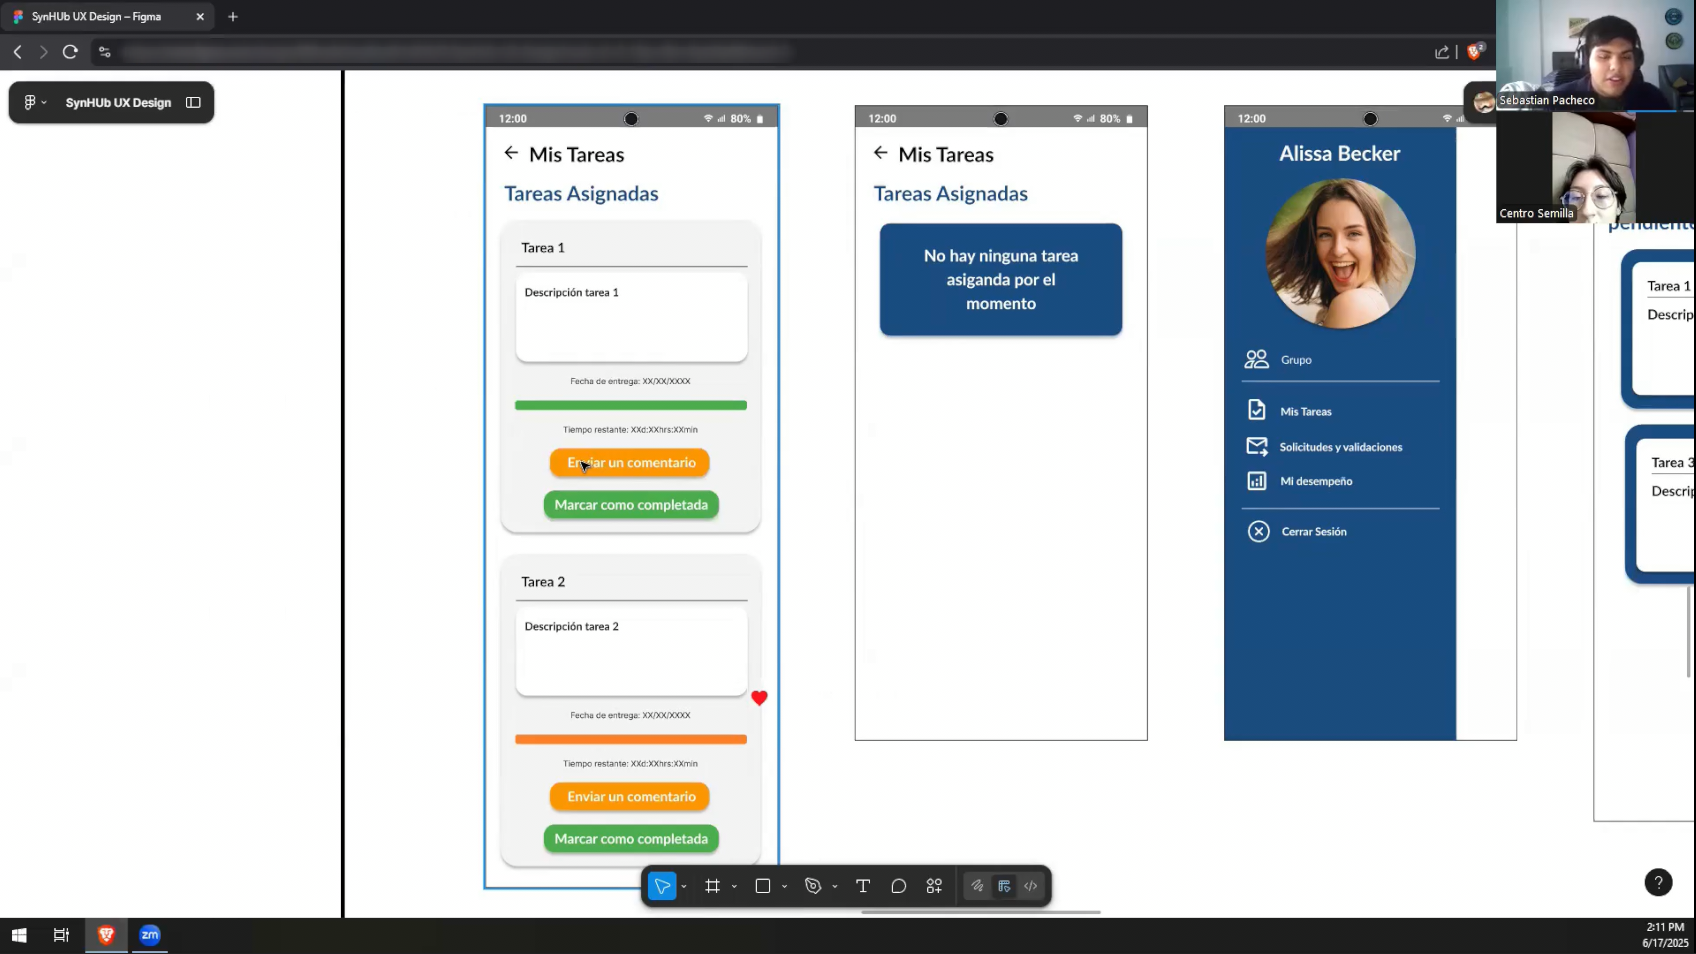 SynHUb UX Design – Figma
SynHUb UX Design
12:00
80%
Mis Tareas
Tareas Asignadas
Tarea 1
Descripción tarea 1
Fecha de entrega: XX/XX/XXXX
Tiempo restante: XXd:XXhrs:XXmin
Enviar un comentario
Marcar como completada
Tarea 2
Descripción tarea 2
Fecha de entrega: XX/XX/XXXX
Tiempo restante: XXd:XXhrs:XXmin
Enviar un comentario
Marcar como completada
12:00
80%
Mis Tareas
Tareas Asignadas
No hay ninguna tarea
asiganda por el
momento
12:00
Alissa Becker
Grupo
Mis Tareas
Solicitudes y validaciones
Mi desempeño
Cerrar Sesión
Tarea 1
Descrip
Tarea 3
Descrip
2
Sebastian Pacheco
Centro Semilla
zm
?
2:11 PM
6/17/2025